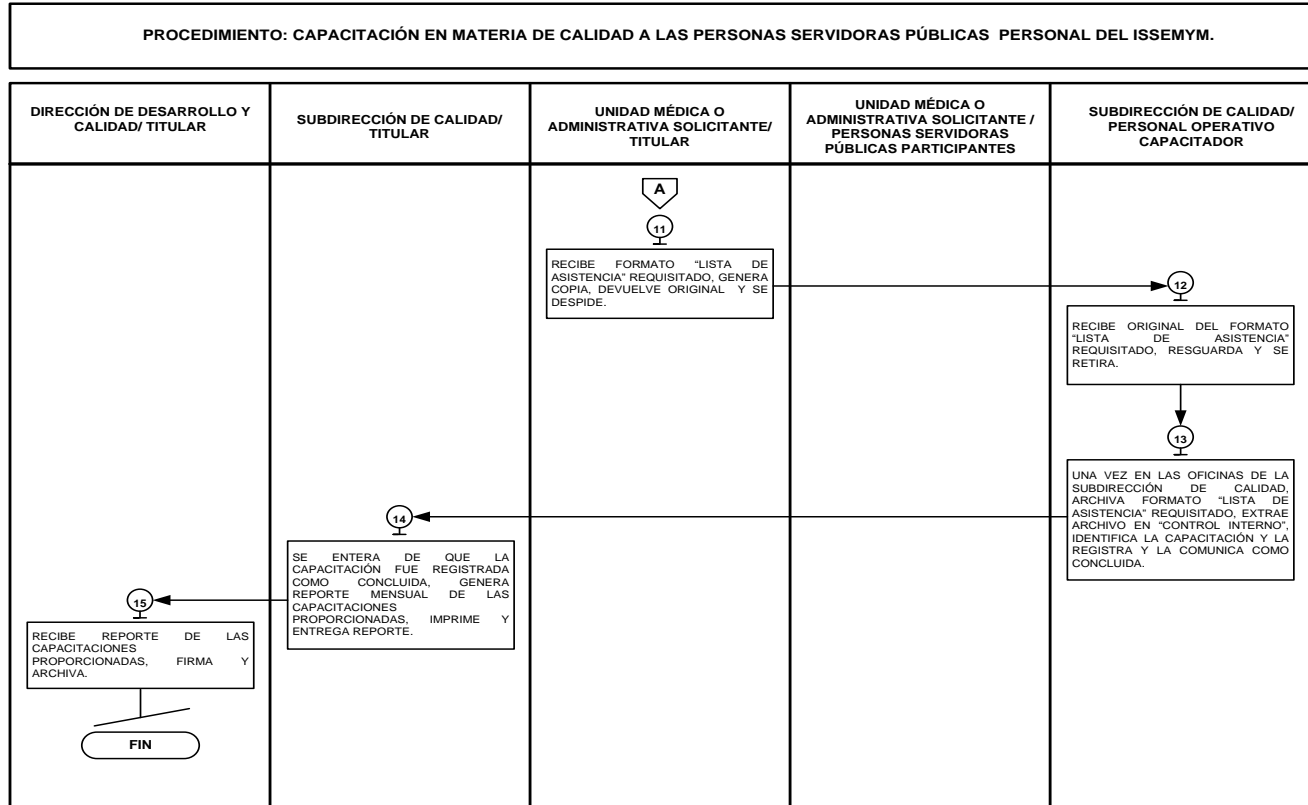 PROCEDIMIENTO: CAPACITACIÓN EN MATERIA DE CALIDAD A LAS PERSONAS SERVIDORAS PÚBLICAS PERSONAL DEL ISSEMYM.
DIRECCIÓN DE DESARROLLO Y
CALIDAD/ TITULAR
SUBDIRECCIÓN DE CALIDAD/
TITULAR
UNIDAD MÉDICA O
ADMINISTRATIVA SOLICITANTE/
TITULAR
UNIDAD MÉDICA O
ADMINISTRATIVA SOLICITANTE /
PERSONAS SERVIDORAS
PÚBLICAS PARTICIPANTES
SUBDIRECCIÓN DE CALIDAD/
PERSONAL OPERATIVO
CAPACITADOR
A
11
RECIBE FORMATO “LISTA DE
ASISTENCIA” REQUISITADO, GENERA
COPIA, DEVUELVE ORIGINAL Y SE
DESPIDE.
12
RECIBE ORIGINAL DEL FORMATO
“LISTA DE ASISTENCIA”
REQUISITADO, RESGUARDA Y SE
RETIRA.
13
UNA VEZ EN LAS OFICINAS DE LA
SUBDIRECCIÓN DE CALIDAD,
ARCHIVA FORMATO “LISTA DE
ASISTENCIA” REQUISITADO, EXTRAE
ARCHIVO EN “CONTROL INTERNO”,
IDENTIFICA LA CAPACITACIÓN Y LA
REGISTRA Y LA COMUNICA COMO
CONCLUIDA.
14
SE ENTERA DE QUE LA
CAPACITACIÓN FUE REGISTRADA
COMO CONCLUIDA, GENERA
REPORTE MENSUAL DE LAS
CAPACITACIONES
PROPORCIONADAS, IMPRIME Y
ENTREGA REPORTE.
15
RECIBE REPORTE DE LAS
CAPACITACIONES
PROPORCIONADAS, FIRMA Y
ARCHIVA.
FIN